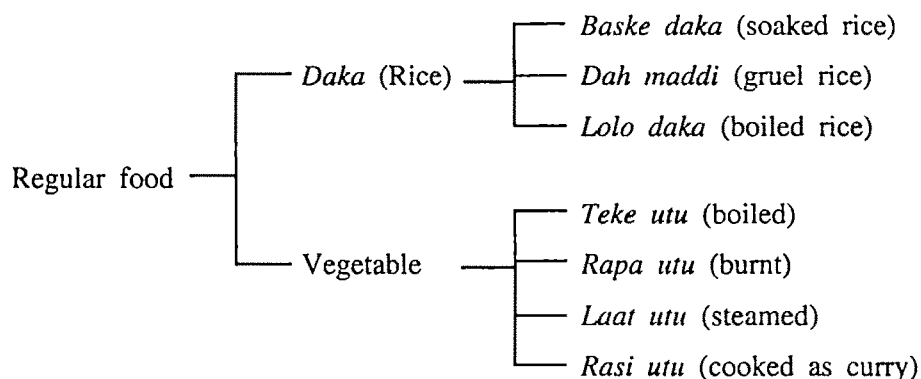 Baske daka (soaked rice)
Daka (Rice)
Dah maddi (gruel rice)
Lolo daka (boiled rice)
Regular food
Teke utu (boiled)
Vegetable
Rapa utu (burnt)
Laat utu (steamed)
Rasi utu (cooked as curry)